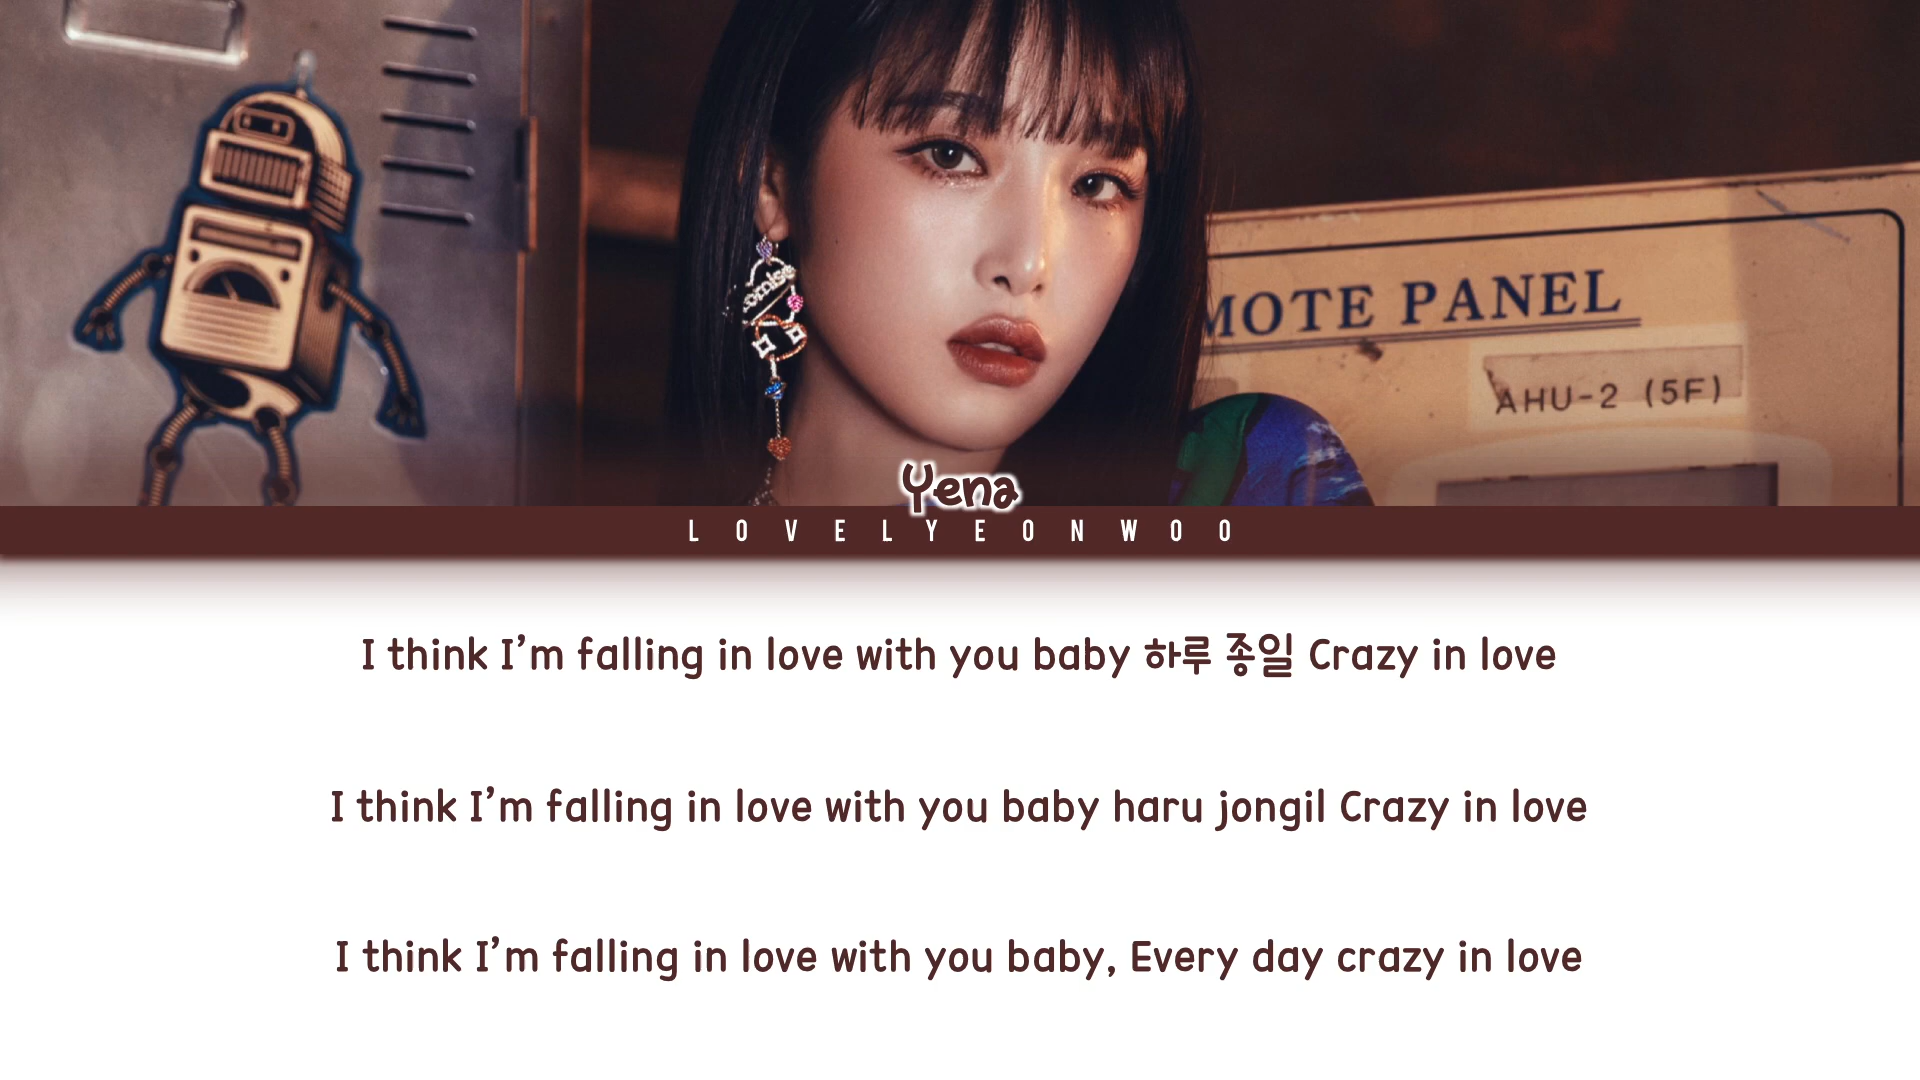 omise
MOTE PANEL
AHU-2 (5F)
Yena
LOVELYEONWOO
I think I’m falling in love with you baby 하루 종일 Crazy in love
I think I’m falling in love with you baby haru jongil Crazy in love
I think I’m falling in love with you baby, Every day crazy in love